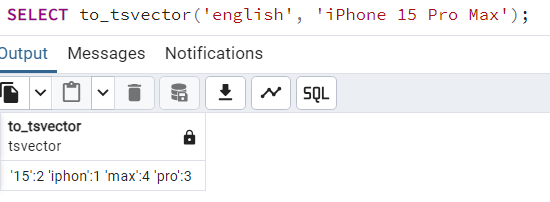 SELECT to_tsvector('english', 'iPhone 15 Pro Max');
Output Messages Notifications
SQL
to_tsvector
tsvector
'15':2 'iphon':1 'max':4 'pro':3